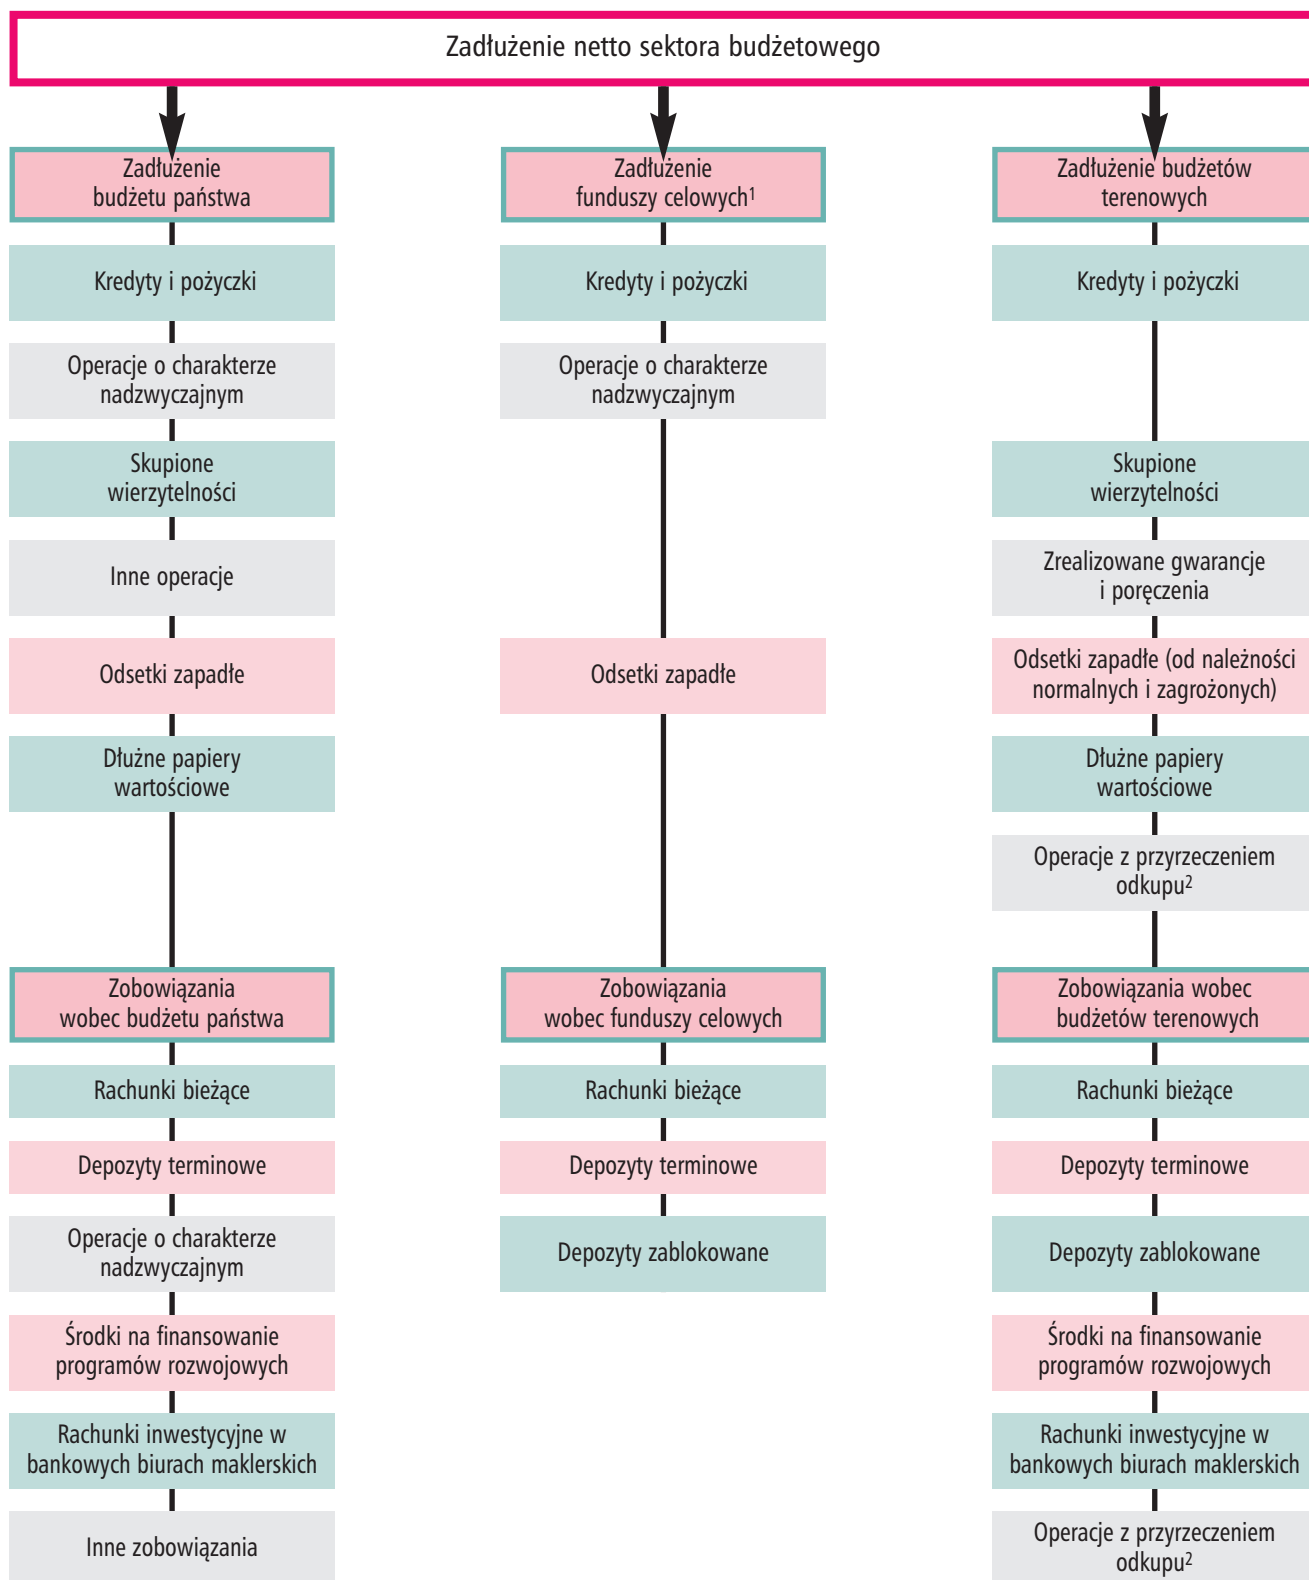 Zadłużenie netto sektora budżetowego
Zadłużenie
budżetu państwa
Kredyty i pożyczki
Operacje o charakterze
nadzwyczajnym
Skupione
wierzytelności
Inne operacje
Odsetki zapadłe
Dłużne papiery
wartościowe
Zobowiązania
wobec budżetu państwa
Rachunki bieżące
Depozyty terminowe
Operacje o charakterze
nadzwyczajnym
Środki na finansowanie
programów rozwojowych
Rachunki inwestycyjne w
bankowych biurach maklerskich
Inne zobowiązania
Zadłużenie
funduszy celowych¹
Kredyty i pożyczki
Operacje o charakterze
nadzwyczajnym
Odsetki zapadłe
Zobowiązania
wobec funduszy celowych
Rachunki bieżące
Depozyty terminowe
Depozyty zablokowane
Zadłużenie budżetów
terenowych
Kredyty i pożyczki
Skupione
wierzytelności
Zrealizowane gwarancje
i poręczenia
Odsetki zapadłe (od należności
normalnych i zagrożonych)
Dłużne papiery
wartościowe
Operacje z przyrzeczeniem
odkupu²
Zobowiązania wobec
budżetów terenowych
Rachunki bieżące
Depozyty terminowe
Depozyty zablokowane
Środki na finansowanie
programów rozwojowych
Rachunki inwestycyjne w
bankowych biurach maklerskich
Operacje z przyrzeczeniem
odkupu²